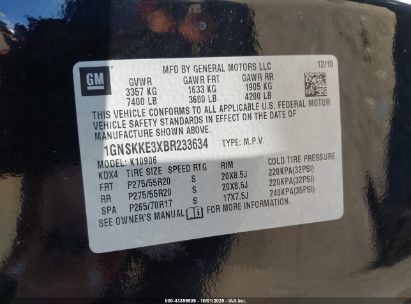 GM
MFD BY GENERAL MOTORS LLC 12/10
GVWR GAWR FRT GAWR RR
3357 KG 1633 KG 1905 KG
7400 LB 3600 LB 4200 LB
THIS VEHICLE CONFORMS TO ALL APPLICABLE U.S. FEDERAL MOTOR
VEHICLE SAFETY STANDARDS IN EFFECT ON THE DATE OF
MANUFACTURE SHOWN ABOVE.
1GNSKKE3XBR233634 TYPE: M.P.V.
MODEL: K10906
KDX4 TIRE SIZE SPEED RTG RIM COLD TIRE PRESSURE
FRT P275/55R20 S 20X8.5J 220KPA(32PSI)
RR P275/55R20 S 20X8.5J 220KPA(32PSI)
SPA P265/70R17 S 17X7.5J 240KPA(35PSI)
SEE OWNER'S MANUAL FOR MORE INFORMATION.